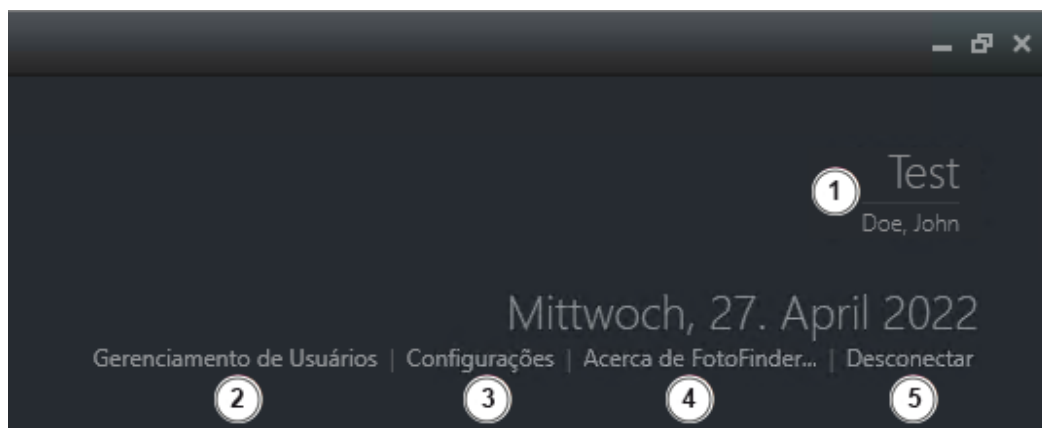 Test
1
Doe, John
Mittwoch, 27. April 2022
Gerenciamento de Usuários | Configurações | Acerca de FotoFinder... | Desconectar
2 3 4 5